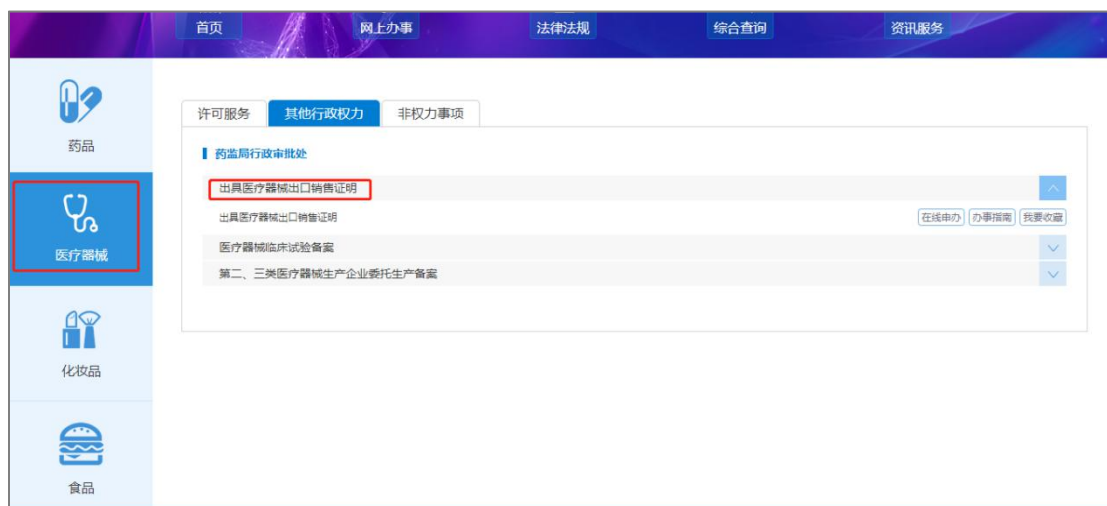 首页 网上办事 法律法规 综合查询 资讯服务
药品
医疗器械
化妆品
食品
许可服务 其他行政权力 非权力事项
药监局行政审批处
出具医疗器械出口销售证明
出具医疗器械出口销售证明 在线申办 办事指南 我要收藏
医疗器械临床试验备案
第二、三类医疗器械生产企业委托生产备案